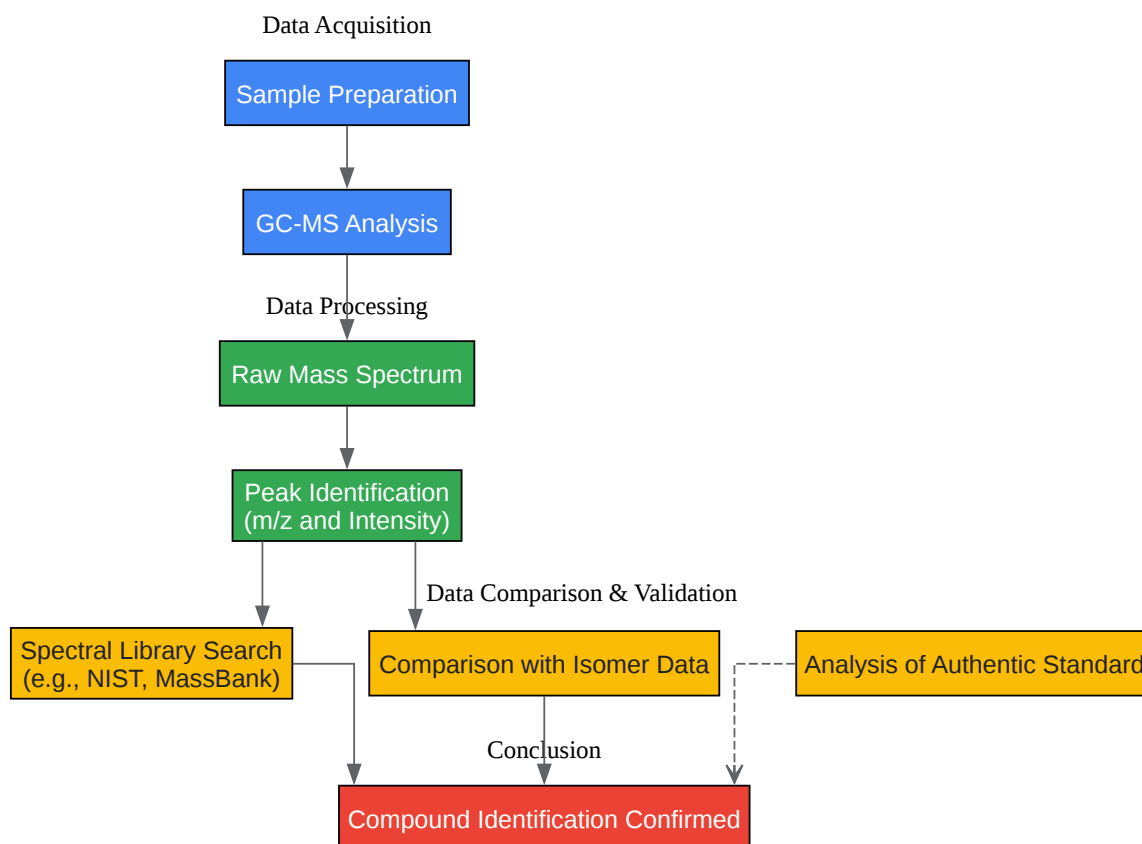 Data Acquisition
Sample Preparation
GC-MS Analysis
Data Processing
Raw Mass Spectrum
Peak Identification
(m/z and Intensity)
Data Comparison & Validation
Spectral Library Search
(e.g., NIST, MassBank)
Comparison with Isomer Data
Analysis of Authentic Standard
Conclusion
Compound Identification Confirmed